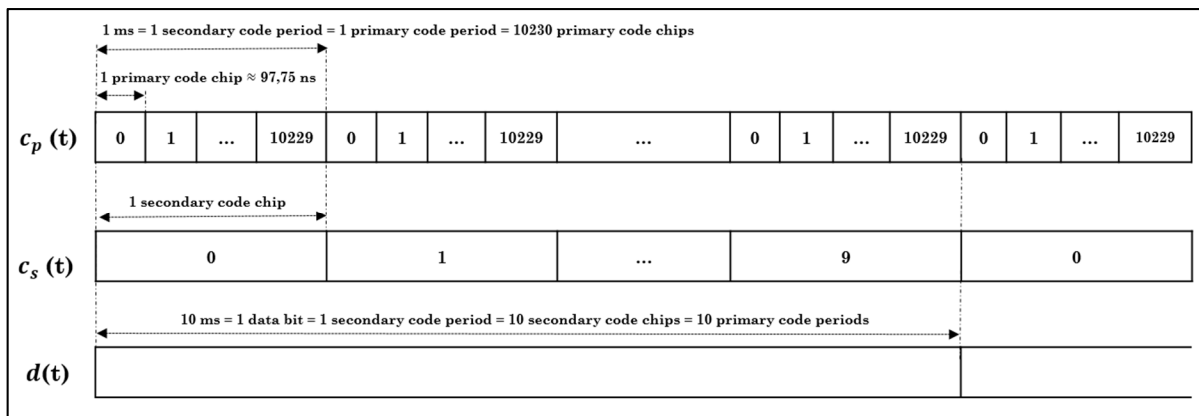 1 ms = 1 secondary code period = 1 primary code period = 10230 primary code chips
1 primary code chip ≈ 97,75 ns
c_p (t) 0 1 ... 10229 0 1 ... 10229 ... 0 1 ... 10229 0 1 ... 10229
1 secondary code chip
c_s (t) 0 1 ... 9 0
10 ms = 1 data bit = 1 secondary code period = 10 secondary code chips = 10 primary code periods
d(t)